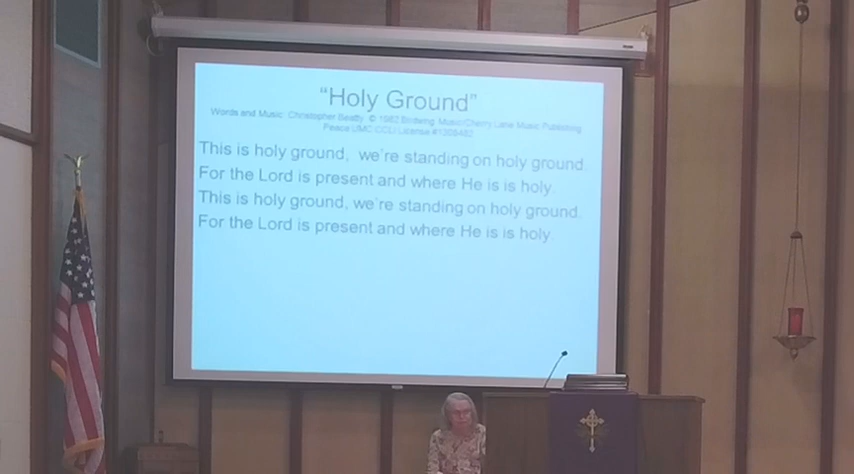 “Holy Ground”
Words and Music: Christopher Beatty © 1982 Birdwing Music/Cherry Lane Music Publishing
Peace UMC CCLI License #1309482
This is holy ground, we're standing on holy ground.
For the Lord is present and where He is is holy.
This is holy ground, we're standing on holy ground.
For the Lord is present and where He is is holy.